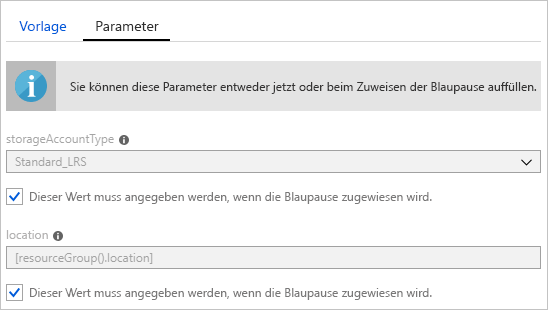 Vorlage Parameter
Sie können diese Parameter entweder jetzt oder beim Zuweisen der Blaupause auffüllen.
storageAccountType
Standard_LRS
Dieser Wert muss angegeben werden, wenn die Blaupause zugewiesen wird.
location
[resourceGroup().location]
Dieser Wert muss angegeben werden, wenn die Blaupause zugewiesen wird.